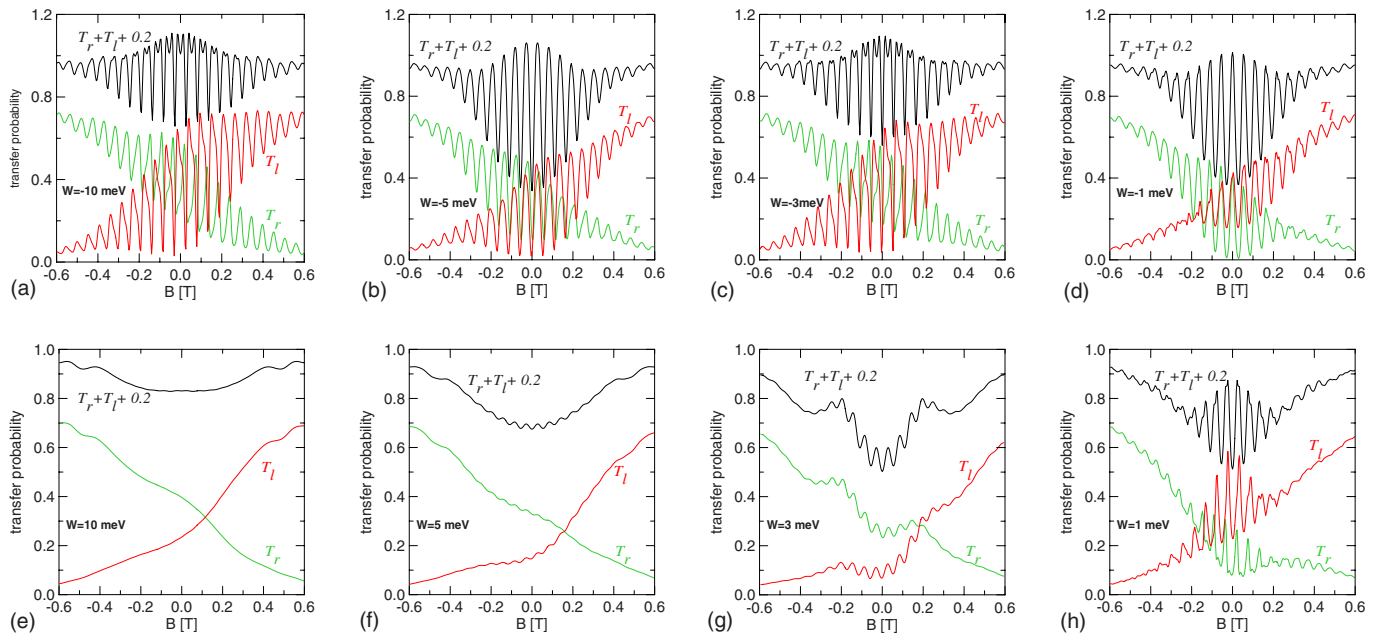 1.2
0.8
0.4
0.0
transfer probability
T_r+T_l+ 0.2
T_l
W=-10 meV
T_r
-0.6 -0.4 -0.2 0.0 0.2 0.4 0.6
B [T]
(a)
1.2
0.8
0.4
0.0
transfer probability
T_r+T_l+ 0.2
T_l
W=-5 meV
T_r
-0.6 -0.4 -0.2 0.0 0.2 0.4 0.6
B [T]
(b)
1.2
0.8
0.4
0.0
transfer probability
T_r+T_l+ 0.2
T_l
W=-3meV
T_r
-0.6 -0.4 -0.2 0.0 0.2 0.4 0.6
B [T]
(c)
1.2
0.8
0.4
0.0
transfer probability
T_r+T_l+ 0.2
T_l
W=-1 meV
T_r
-0.6 -0.4 -0.2 0.0 0.2 0.4 0.6
B [T]
(d)
1.0
0.8
0.6
0.4
0.2
0.0
transfer probability
T_r+T_l+ 0.2
T_l
W=10 meV
T_r
-0.6 -0.4 -0.2 0.0 0.2 0.4 0.6
B [T]
(e)
1.0
0.8
0.6
0.4
0.2
0.0
transfer probability
T_r+T_l+ 0.2
T_l
W=5 meV
T_r
-0.6 -0.4 -0.2 0.0 0.2 0.4 0.6
B [T]
(f)
1.0
0.8
0.6
0.4
0.2
0.0
transfer probability
T_r+T_l+ 0.2
T_l
W=3 meV
T_r
-0.6 -0.4 -0.2 0.0 0.2 0.4 0.6
B [T]
(g)
1.0
0.8
0.6
0.4
0.2
0.0
transfer probability
T_r+T_l+ 0.2
T_l
W=1 meV
T_r
-0.6 -0.4 -0.2 0.0 0.2 0.4 0.6
B [T]
(h)